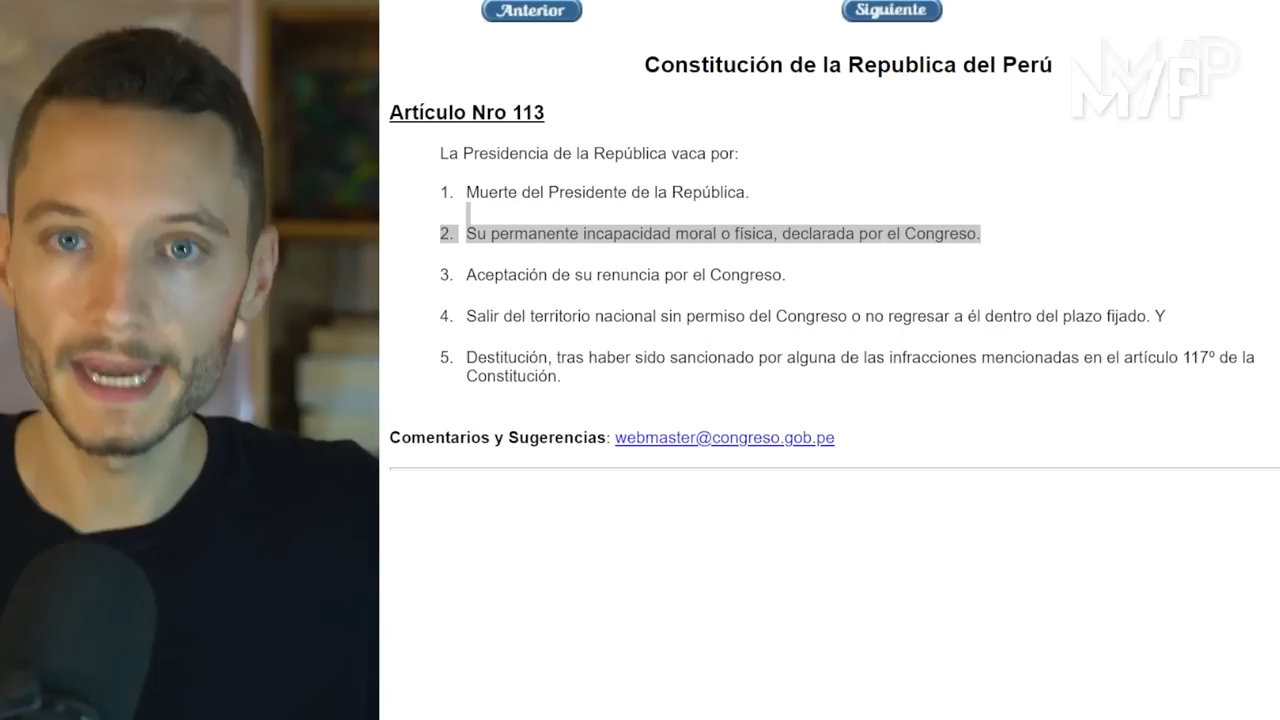 Anterior
Siguiente
Constitución de la Republica del Perú
M/P
Artículo Nro 113
La Presidencia de la República vaca por:
1. Muerte del Presidente de la República.
2. Su permanente incapacidad moral o física, declarada por el Congreso.
3. Aceptación de su renuncia por el Congreso.
4. Salir del territorio nacional sin permiso del Congreso o no regresar a él dentro del plazo fijado. Y
5. Destitución, tras haber sido sancionado por alguna de las infracciones mencionadas en el artículo 117º de la
Constitución.
Comentarios y Sugerencias: webmaster@congreso.gob.pe